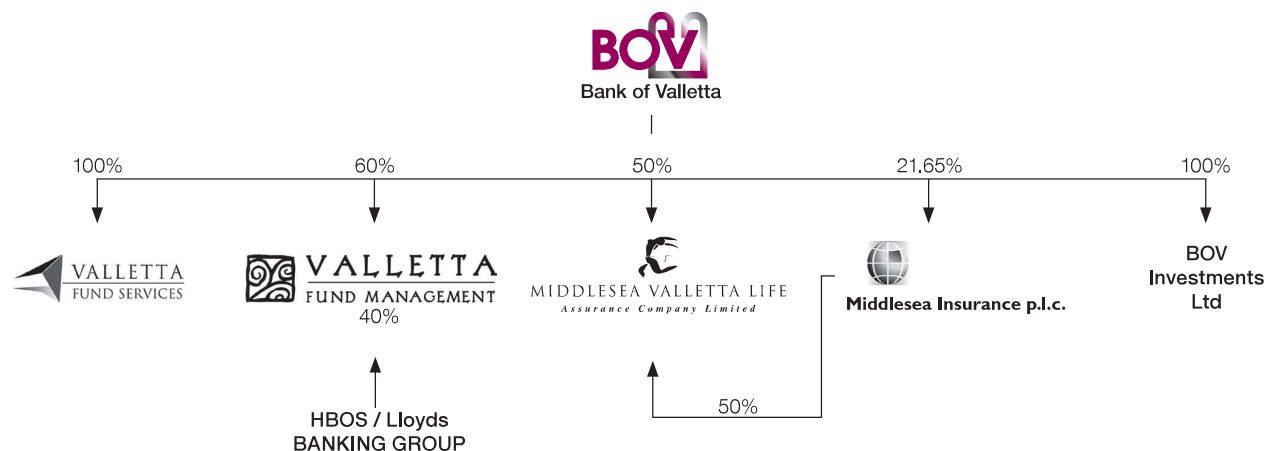 BOV
Bank of Valletta
100%
60%
50%
21.65%
100%
VALLETTA
FUND SERVICES
VALLETTA
FUND MANAGEMENT
40%
HBOS / Lloyds
BANKING GROUP
MIDDLESEA VALLETTA LIFE
Assurance Company Limited
50%
Middlesea Insurance p.l.c.
BOV
Investments
Ltd